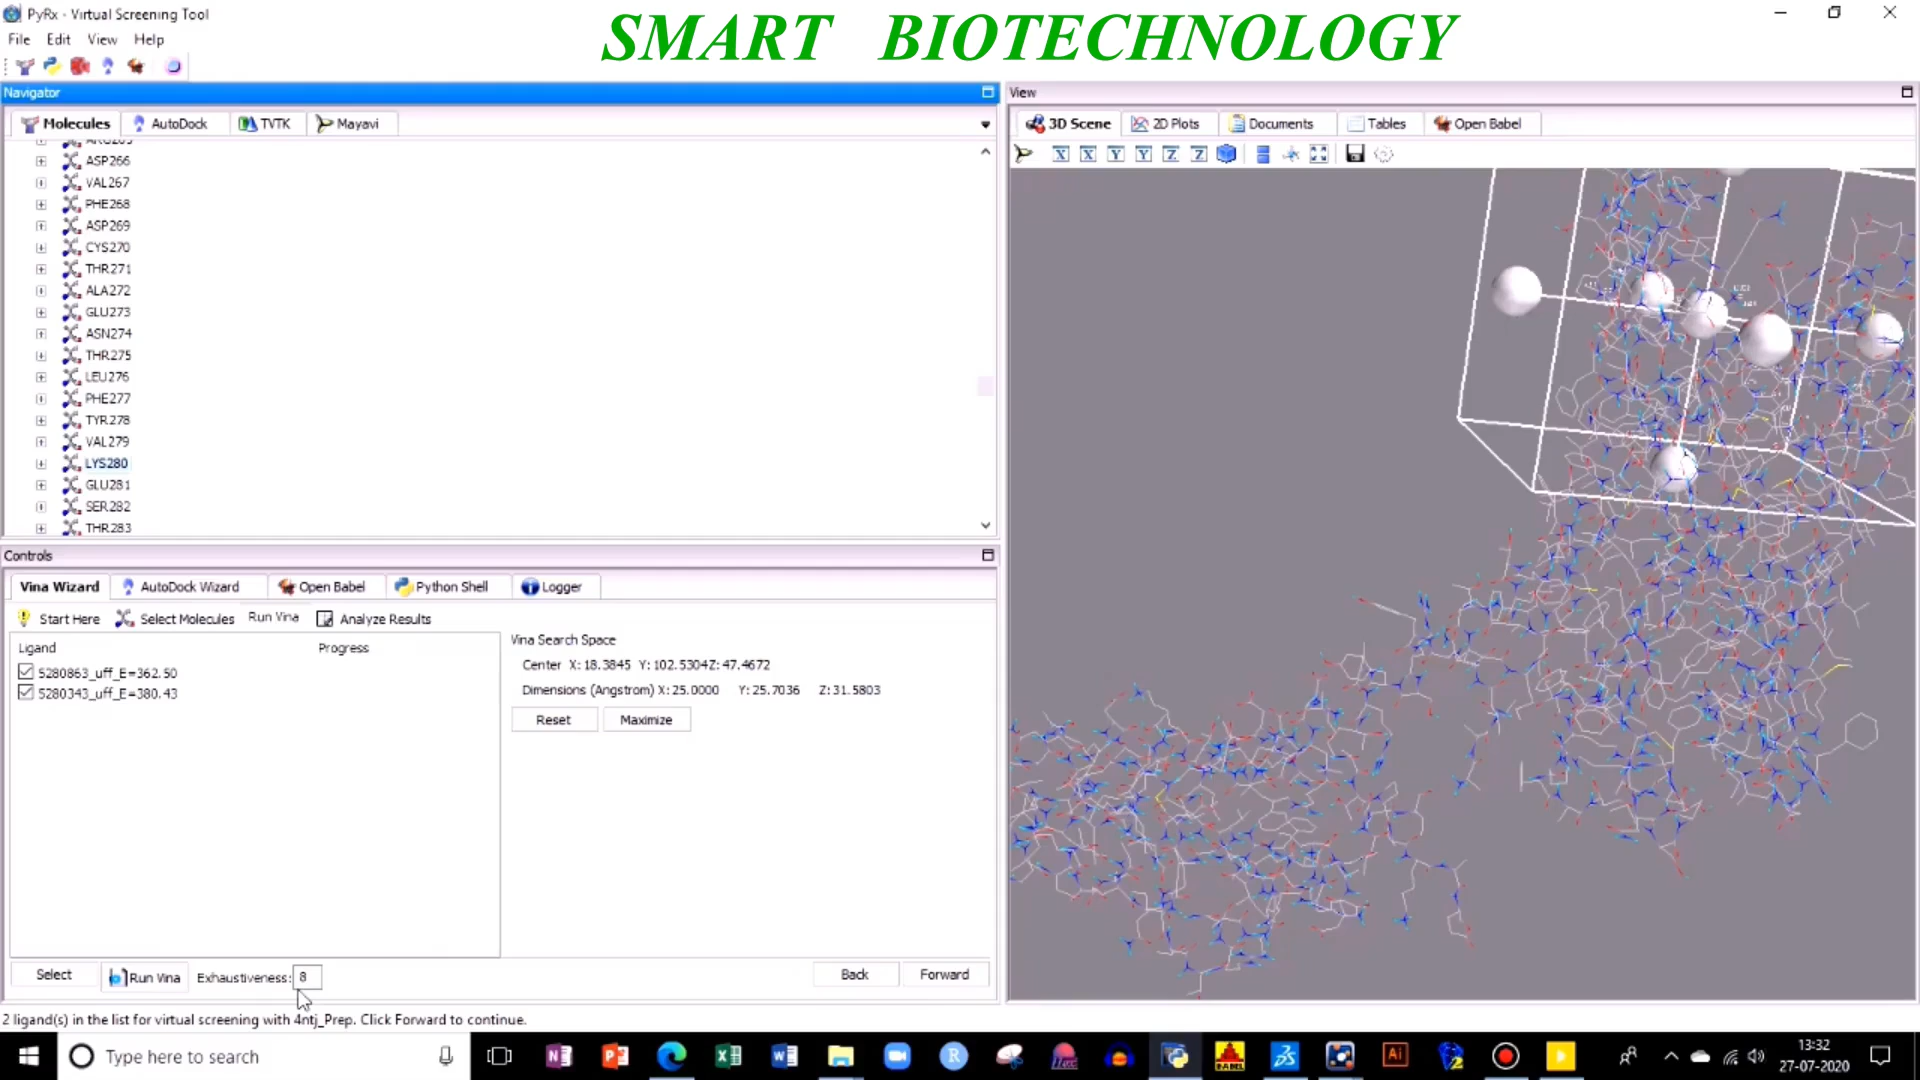 PyRx - Virtual Screening Tool
SMART BIOTECHNOLOGY
File Edit View Help
Navigator
View
Molecules AutoDock TVTK Mayavi
3D Scene 2D Plots Documents Tables Open Babel
ASP266
VAL267
PHE268
ASP269
CYS270
THR271
ALA272
GLU273
ASN274
THR275
LEU276
PHE277
TYR278
VAL279
LYS280
GLU281
SER282
THR283
Controls
Vina Wizard AutoDock Wizard Open Babel Python Shell Logger
Start Here Select Molecules Run Vina Analyze Results
Ligand Progress
5280863_uff_E=362.50
5280343_uff_E=380.43
Vina Search Space
Center X: 18.3845 Y: 102.5304Z: 47.4672
Dimensions (Angstrom) X: 25.0000 Y: 25.7036 Z: 31.5803
Reset Maximize
Select Run Vina Exhaustiveness: 8 Back Forward
2 ligand(s) in the list for virtual screening with 4ntj_Prep. Click Forward to continue.
Type here to search
13:32
27-07-2020